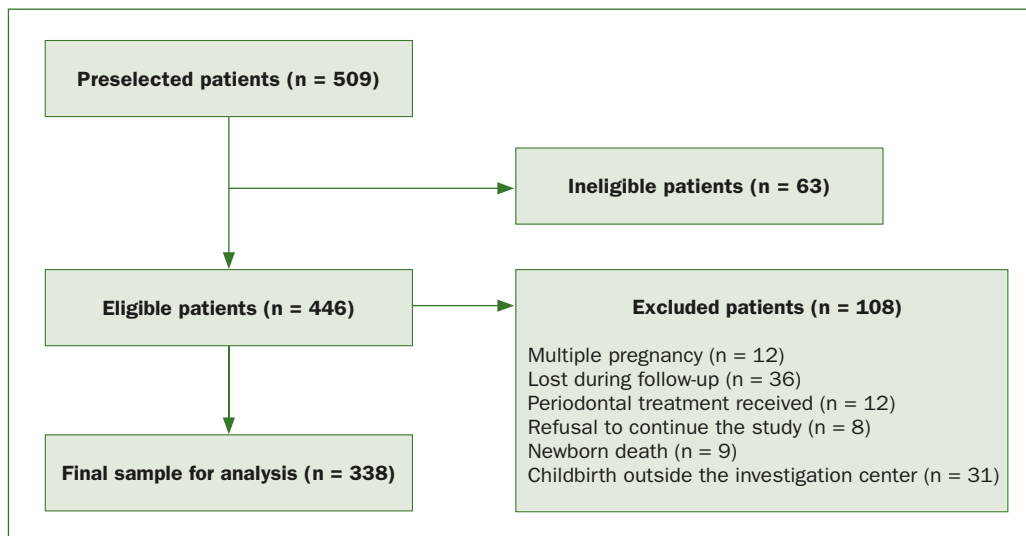 Preselected patients (n = 509)
Ineligible patients (n = 63)
Eligible patients (n = 446)
Excluded patients (n = 108)
Multiple pregnancy (n = 12)
Lost during follow-up (n = 36)
Periodontal treatment received (n = 12)
Refusal to continue the study (n = 8)
Newborn death (n = 9)
Childbirth outside the investigation center (n = 31)
Final sample for analysis (n = 338)